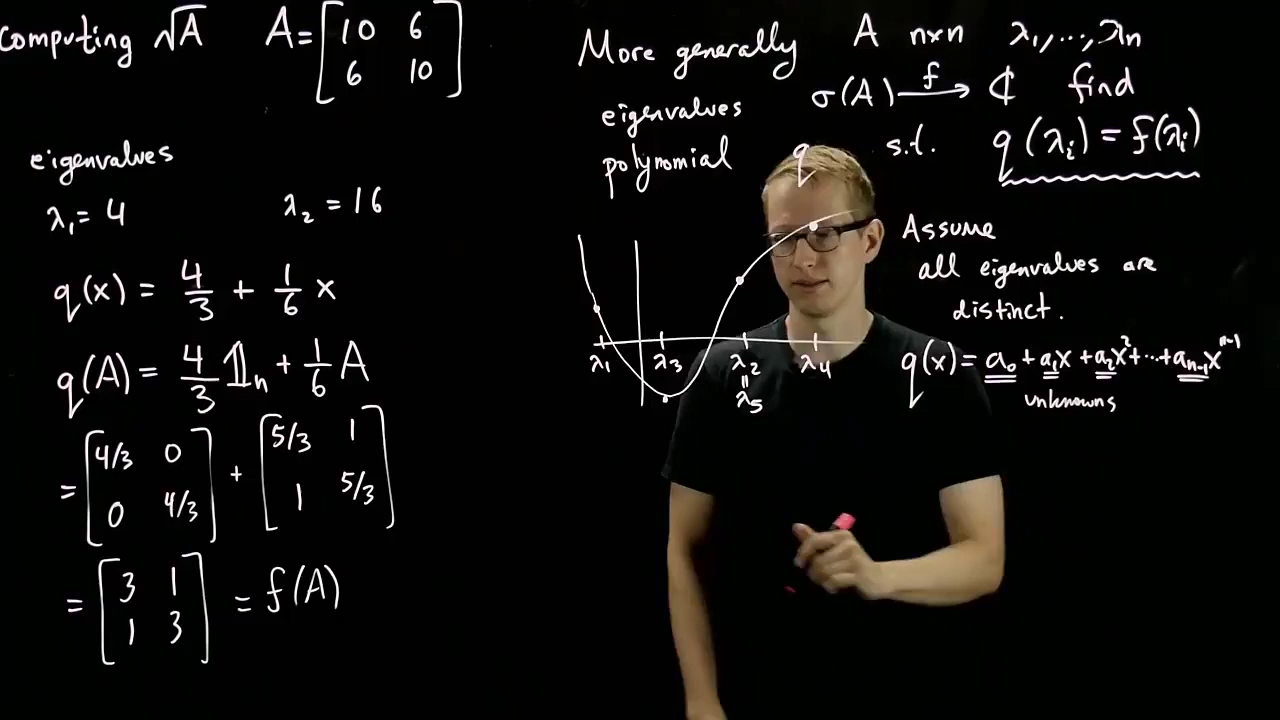 Computing √A A = [10 6
6 10]
eigenvalues
λ₁ = 4 λ₂ = 16
q(x) = 4/3 + 1/6 x
q(A) = 4/3 𝟙ₙ + 1/6 A
= [4/3 0
0 4/3] + [5/3 1
1 5/3]
= [3 1
1 3] = f(A)
More generally A n×n λ₁,...,λₙ
eigenvalues σ(A) —f→ ℂ find
polynomial q s.t. q(λᵢ) = f(λᵢ)
λ₁ λ₃ λ₂ λ₄
=
λ₅
Assume
all eigenvalues are
distinct.
q(x) = a₀ + a₁x + a₂x² + ··· + aₙ₋₁xⁿ⁻¹
unknowns